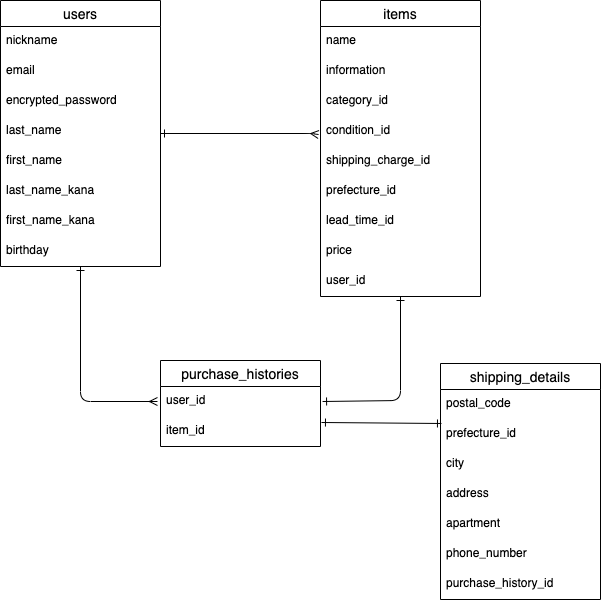 users
nickname
email
encrypted_password
last_name
first_name
last_name_kana
first_name_kana
birthday
items
name
information
category_id
condition_id
shipping_charge_id
prefecture_id
lead_time_id
price
user_id
purchase_histories
user_id
item_id
shipping_details
postal_code
prefecture_id
city
address
apartment
phone_number
purchase_history_id